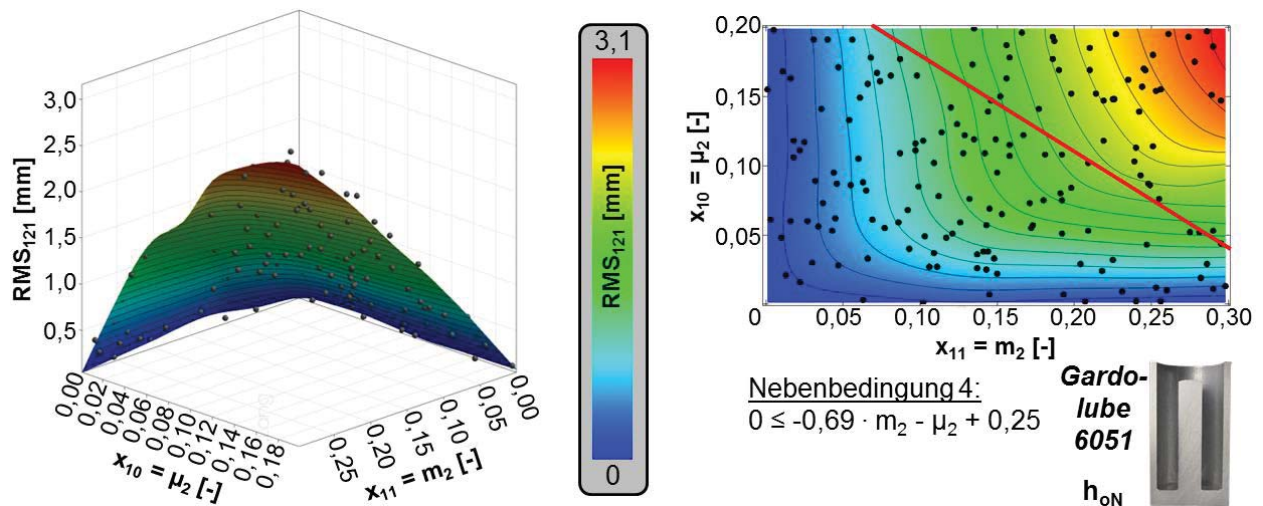 3,0
2,5
2,0
1,5
1,0
0,5
RMS₁₂₁ [mm]
0,00
0,02
0,04
0,06
0,08
0,10
0,12
0,14
0,16
0,18
x₁₀ = μ₂ [-]
0,25
0,20
0,15
0,10
0,05
0,00
x₁₁ = m₂ [-]
3,1
RMS₁₂₁ [mm]
0
0,20
0,15
0,10
0,05
x₁₀ = μ₂ [-]
0 0,05 0,10 0,15 0,20 0,25 0,30
x₁₁ = m₂ [-]
Nebenbedingung 4:
0 ≤ -0,69 · m₂ - μ₂ + 0,25
Gardo-
lube
6051
hₒN